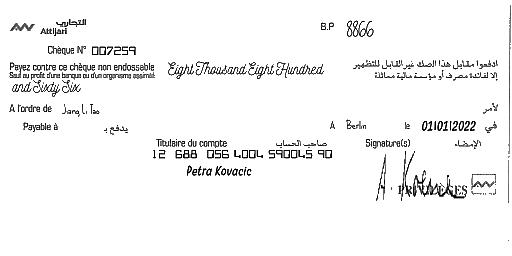 التجاري
Attijari
B.P 8866
Chèque N° 007259
Payez contre ce chèque non endossable Eight Thousand Eight Hundred ادفعوا مقابل هذا الصك غير القابل للتظهير
Sauf au profit d'une banque ou d'un organisme assimilé إلا لفائدة مصرف أو مؤسسة مالية مماثلة
and Sixty Six
A l'ordre de Jang Li Tao لأمر
Payable à يدفع بـ A Berlin le 01/01/2022 في
Titulaire du compte صاحب الحساب Signature(s) الإمضاء
12 688 056 4004 590045 90
Petra Kovacic
PRIVILÈGES